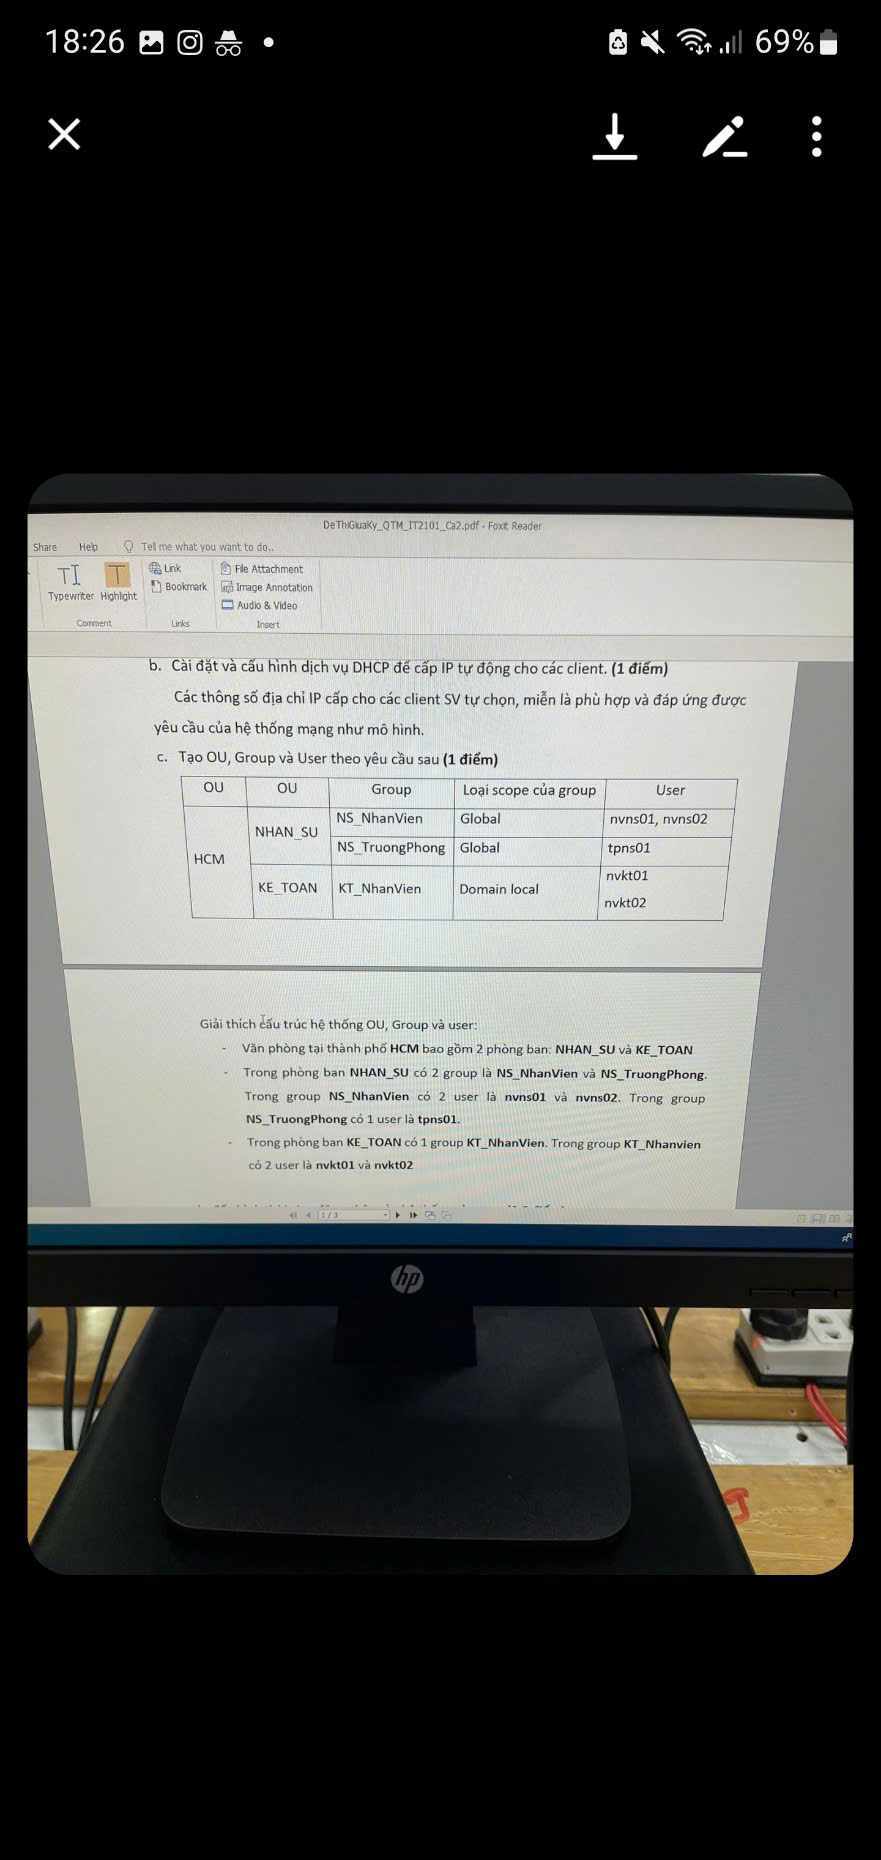 18:26
69%
DeThiGiuaKy_QTM_IT2101_Ca2.pdf - Foxit Reader
Share Help Tell me what you want to do..
Typewriter Highlight
Link
Bookmark
File Attachment
Image Annotation
Audio & Video
Comment Links Insert
b. Cài đặt và cấu hình dịch vụ DHCP để cấp IP tự động cho các client. (1 điểm)
Các thông số địa chỉ IP cấp cho các client SV tự chọn, miễn là phù hợp và đáp ứng được
yêu cầu của hệ thống mạng như mô hình.
c. Tạo OU, Group và User theo yêu cầu sau (1 điểm)
OU OU Group Loại scope của group User
HCM
NHAN_SU
NS_NhanVien Global nvns01, nvns02
NS_TruongPhong Global tpns01
KE_TOAN KT_NhanVien Domain local
nvkt01
nvkt02
Giải thích cấu trúc hệ thống OU, Group và user:
- Văn phòng tại thành phố HCM bao gồm 2 phòng ban: NHAN_SU và KE_TOAN
- Trong phòng ban NHAN_SU có 2 group là NS_NhanVien và NS_TruongPhong.
Trong group NS_NhanVien có 2 user là nvns01 và nvns02. Trong group
NS_TruongPhong có 1 user là tpns01.
- Trong phòng ban KE_TOAN có 1 group KT_NhanVien. Trong group KT_Nhanvien
có 2 user là nvkt01 và nvkt02
1 / 3
hp